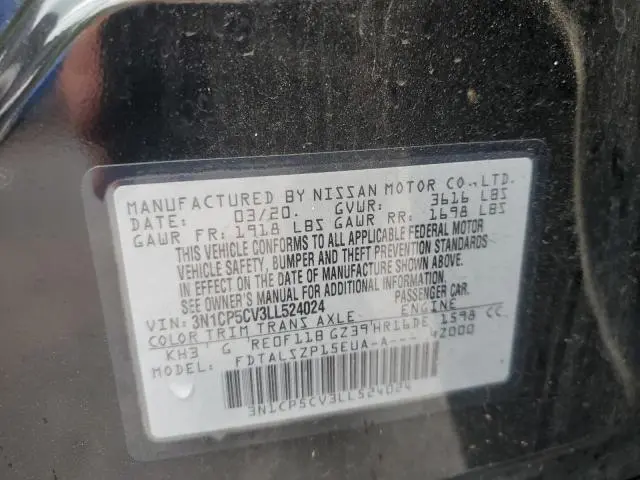 MANUFACTURED BY NISSAN MOTOR CO., LTD.
DATE: 03/20. GVWR: 3616 LBS
GAWR FR: 1918 LBS GAWR RR: 1698 LBS
THIS VEHICLE CONFORMS TO ALL APPLICABLE FEDERAL MOTOR
VEHICLE SAFETY, BUMPER AND THEFT PREVENTION STANDARDS
IN EFFECT ON THE DATE OF MANUFACTURE SHOWN ABOVE.
SEE OWNER'S MANUAL FOR ADDITIONAL INFORMATION.
VIN: 3N1CP5CV3LL524024 PASSENGER CAR.
COLOR TRIM TRANS AXLE ENGINE
KH3 G RE0F11B GZ39 HR16DE 1598 CC
FDTALSZP15EUA-A--- 42000
3N1CP5CV3LL524024